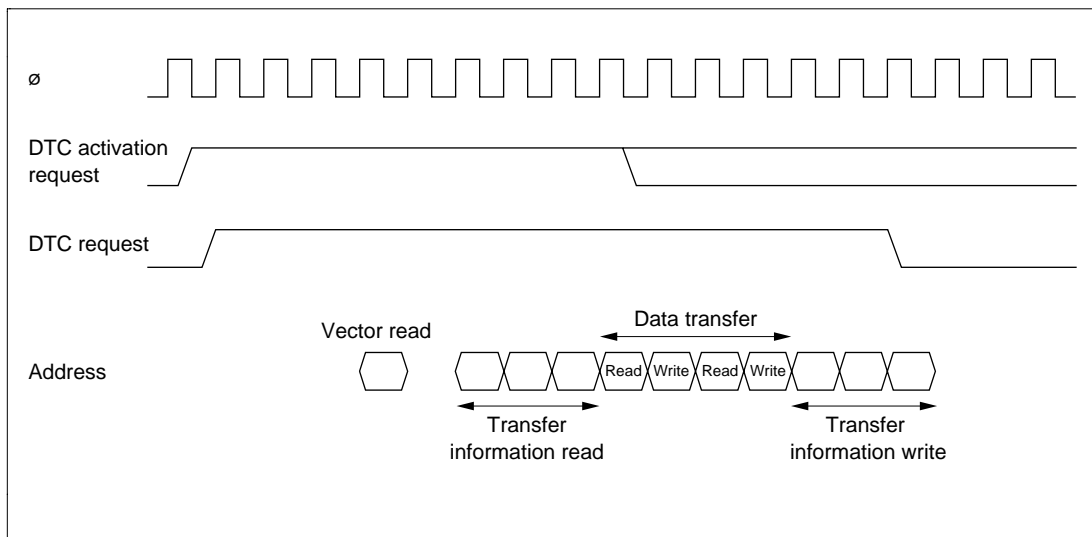 ø
DTC activation
request
DTC request
Vector read
Data transfer
Address
Read Write Read Write
Transfer
information read
Transfer
information write